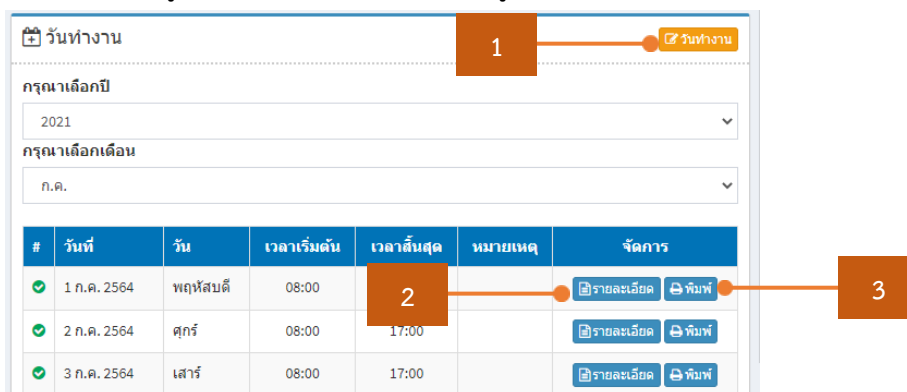 วันทำงาน
1
วันทำงาน
กรุณาเลือกปี
2021
กรุณาเลือกเดือน
ก.ค.
# วันที่ วัน เวลาเริ่มต้น เวลาสิ้นสุด หมายเหตุ จัดการ
1 ก.ค. 2564 พฤหัสบดี 08:00 2 รายละเอียด พิมพ์ 3
2 ก.ค. 2564 ศุกร์ 08:00 17:00 รายละเอียด พิมพ์
3 ก.ค. 2564 เสาร์ 08:00 17:00 รายละเอียด พิมพ์